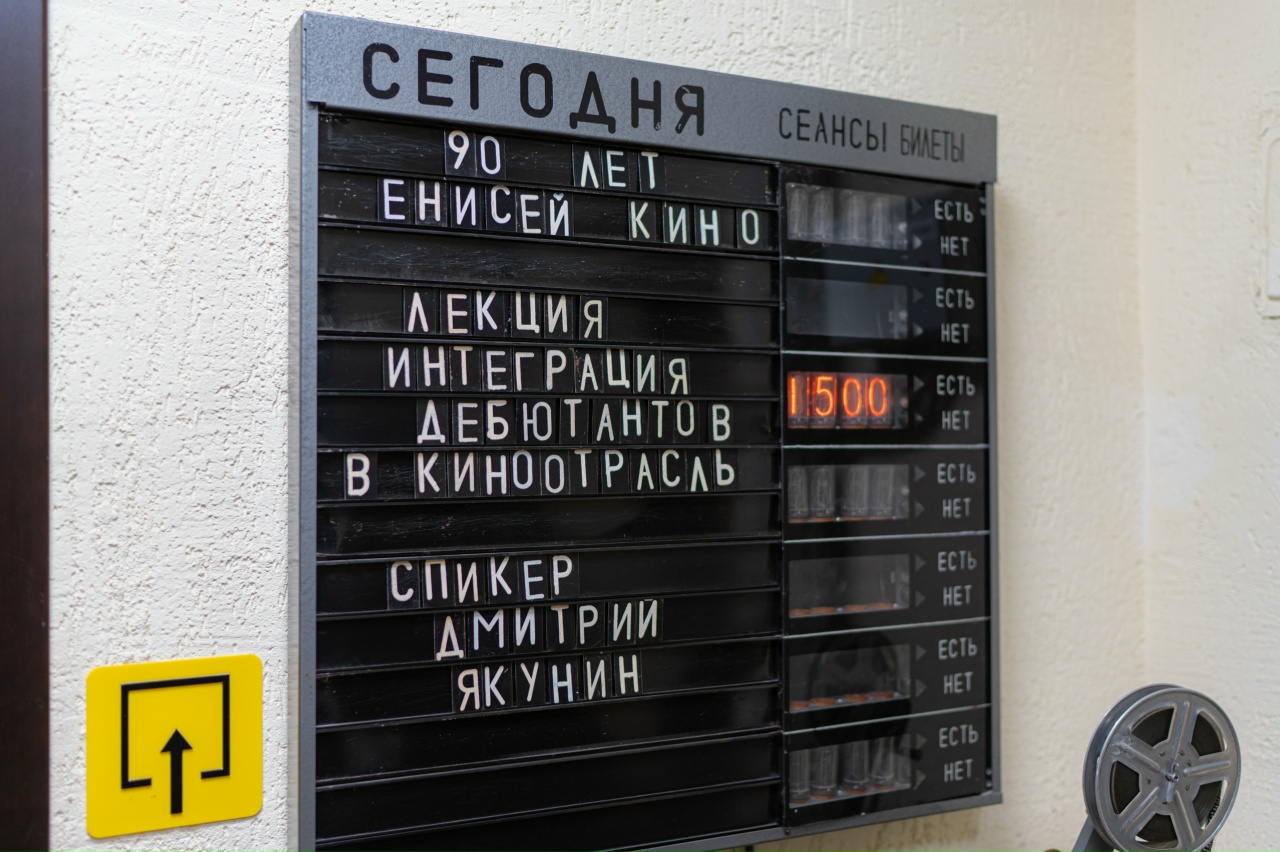 СЕГОДНЯ СЕАНСЫ БИЛЕТЫ
90 ЛЕТ
ЕНИСЕЙ КИНО
ЕСТЬ
НЕТ
ЕСТЬ
НЕТ
ЛЕКЦИЯ
ИНТЕГРАЦИЯ
ДЕБЮТАНТОВ
В КИНООТРАСЛЬ
1500
ЕСТЬ
НЕТ
ЕСТЬ
НЕТ
СПИКЕР
ДМИТРИЙ
ЯКУНИН
ЕСТЬ
НЕТ
ЕСТЬ
НЕТ
ЕСТЬ
НЕТ